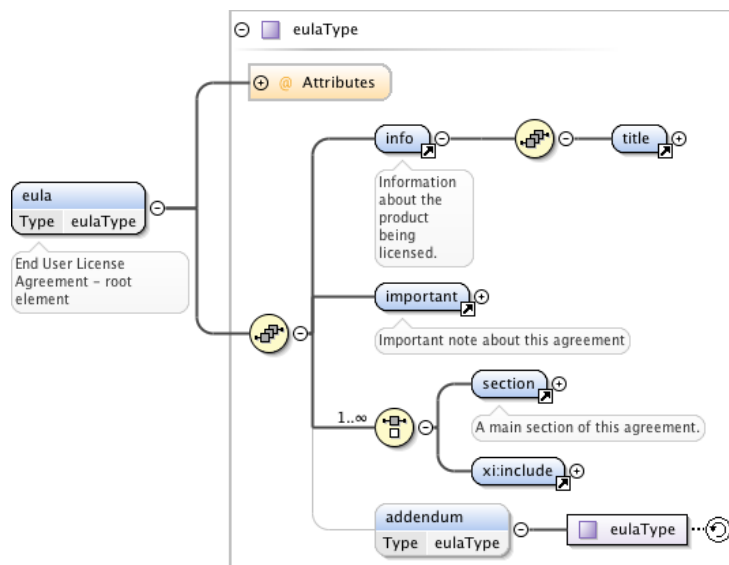 eulaType
@ Attributes
info
title
Information
about the
product
being
licensed.
eula
Type eulaType
End User License
Agreement – root
element
important
Important note about this agreement
section
1..∞
A main section of this agreement.
xi:include
addendum
Type eulaType
eulaType